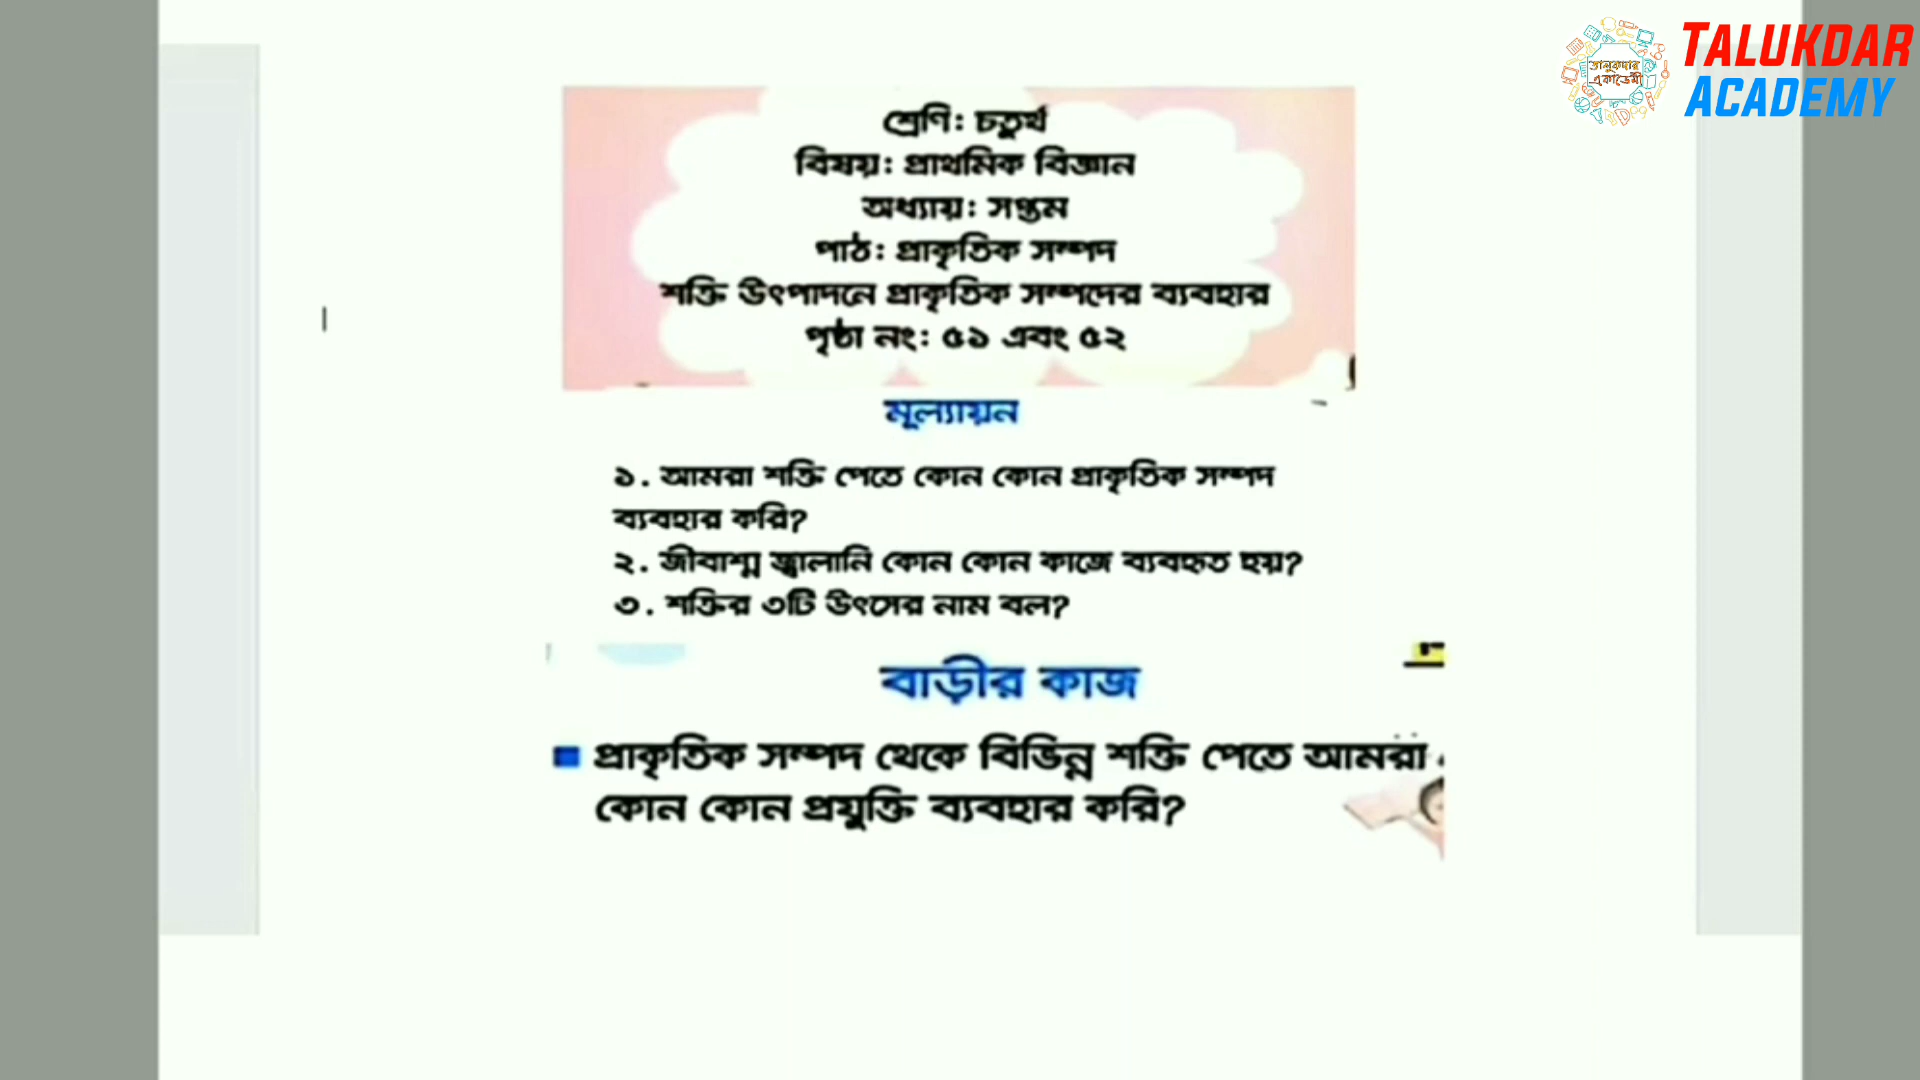 TALUKDAR
ACADEMY
তালুকদার
একাডেমী
শ্রেণি: চতুর্থ
বিষয়: প্রাথমিক বিজ্ঞান
অধ্যায়: সপ্তম
পাঠ: প্রাকৃতিক সম্পদ
শক্তি উৎপাদনে প্রাকৃতিক সম্পদের ব্যবহার
পৃষ্ঠা নং: ৫১ এবং ৫২
মূল্যায়ন
১. আমরা শক্তি পেতে কোন কোন প্রাকৃতিক সম্পদ
ব্যবহার করি?
২. জীবাশ্ম জ্বালানি কোন কোন কাজে ব্যবহৃত হয়?
৩. শক্তির ৩টি উৎসের নাম বল?
বাড়ীর কাজ
প্রাকৃতিক সম্পদ থেকে বিভিন্ন শক্তি পেতে আমরা
কোন কোন প্রযুক্তি ব্যবহার করি?